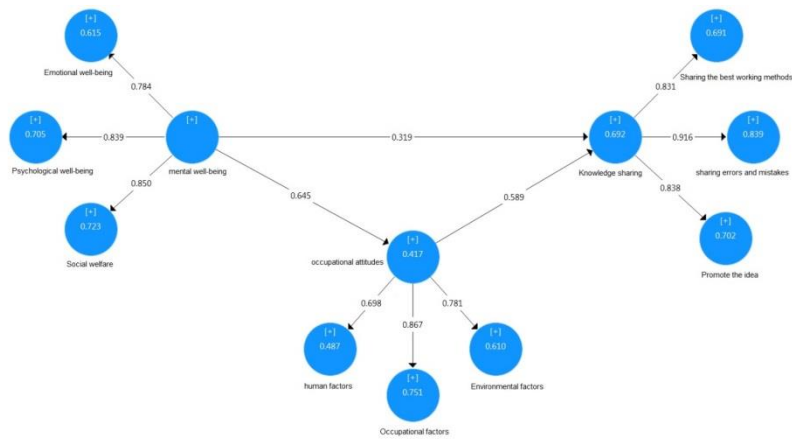 [+]
0.615
Emotional well-being
0.784
[+]
0.705
Psychological well-being
0.839
[+]
mental well-being
0.850
[+]
0.723
Social welfare
0.319
0.645
[+]
0.417
occupational attitudes
0.589
[+]
0.692
Knowledge sharing
0.831
[+]
0.691
Sharing the best working methods
0.916
[+]
0.839
sharing errors and mistakes
0.838
[+]
0.702
Promote the idea
0.698
0.867
0.781
[+]
0.487
human factors
[+]
0.751
Occupational factors
[+]
0.610
Environmental factors